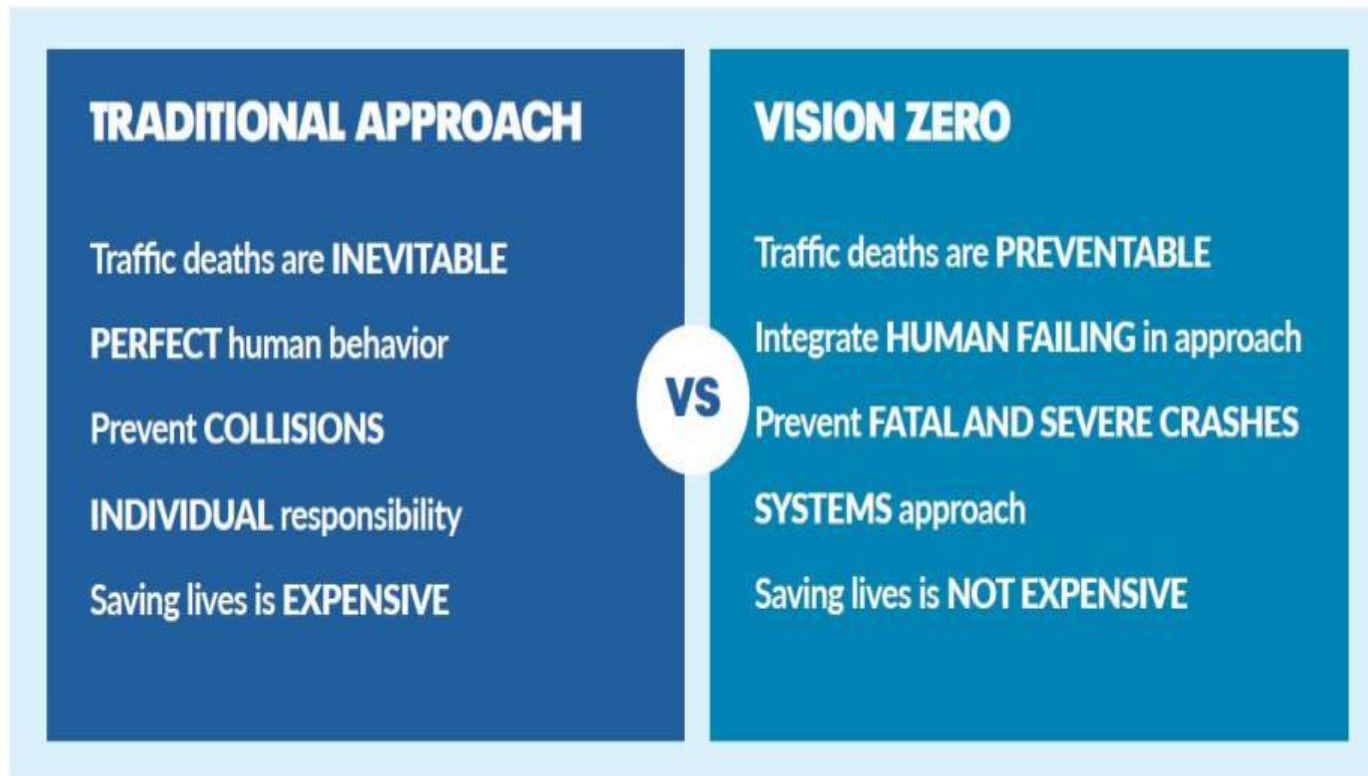 TRADITIONAL APPROACH
Traffic deaths are INEVITABLE
PERFECT human behavior
Prevent COLLISIONS
INDIVIDUAL responsibility
Saving lives is EXPENSIVE
VS
VISION ZERO
Traffic deaths are PREVENTABLE
Integrate HUMAN FAILING in approach
Prevent FATAL AND SEVERE CRASHES
SYSTEMS approach
Saving lives is NOT EXPENSIVE